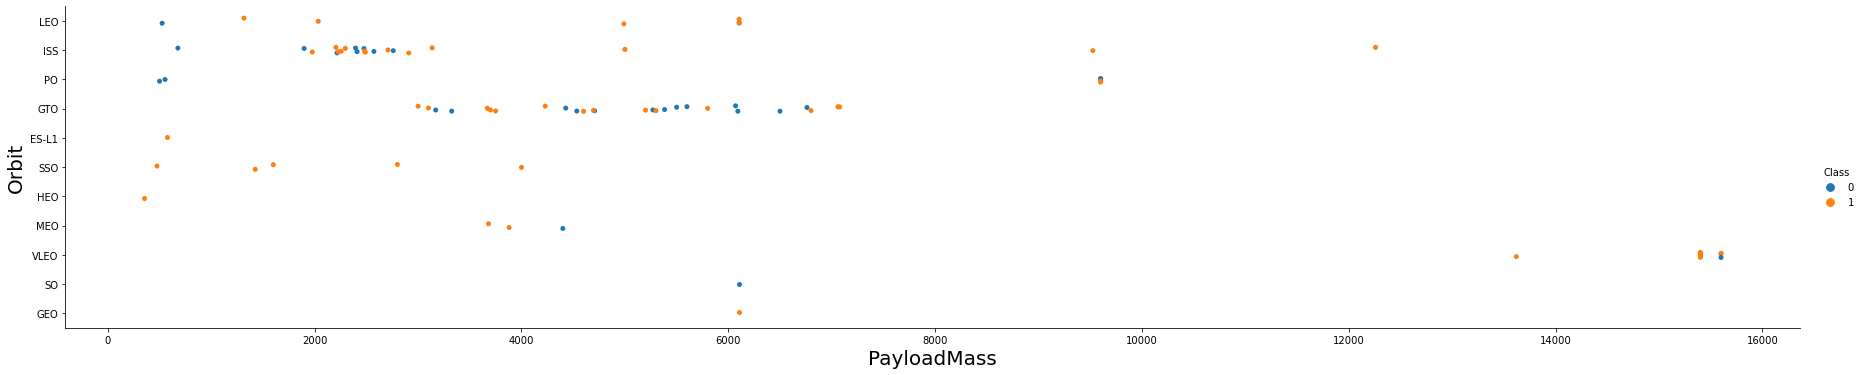 LEO
ISS
PO
GTO
ES-L1
SSO
HEO
MEO
VLEO
SO
GEO
Orbit
0 2000 4000 6000 8000 10000 12000 14000 16000
PayloadMass
Class
0
1